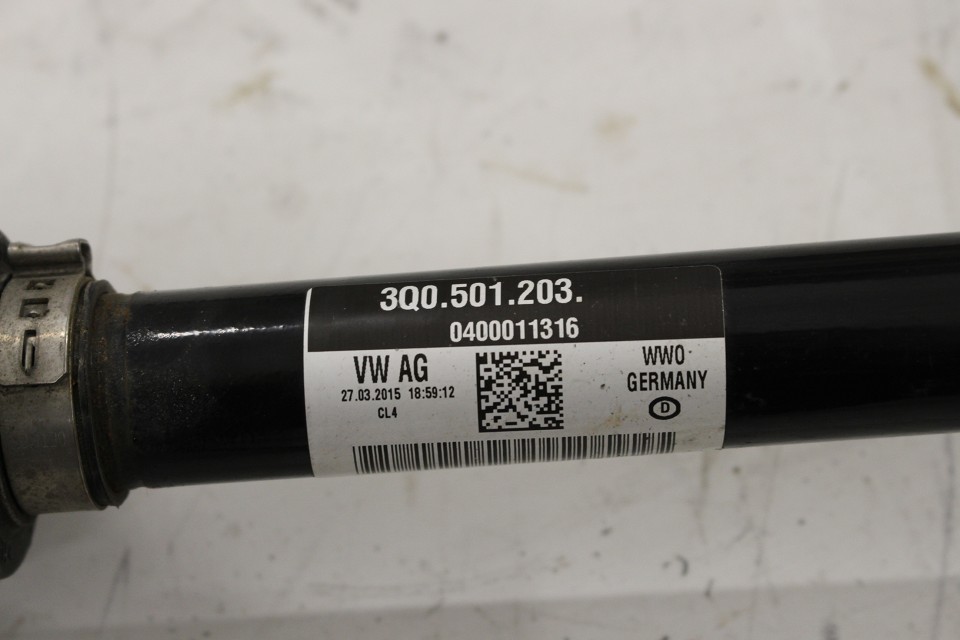 3Q0.501.203.
0400011316
VW AG
27.03.2015 18:59:12
CL4
WWO
GERMANY
D